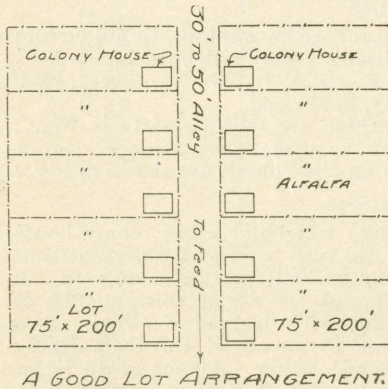 COLONY HOUSE
"
"
"
"
LOT
75' x 200'
30' to 50' Alley
To Feed
COLONY HOUSE
"
"
ALFALFA
"
"
75' x 200'
A GOOD LOT ARRANGEMENT.